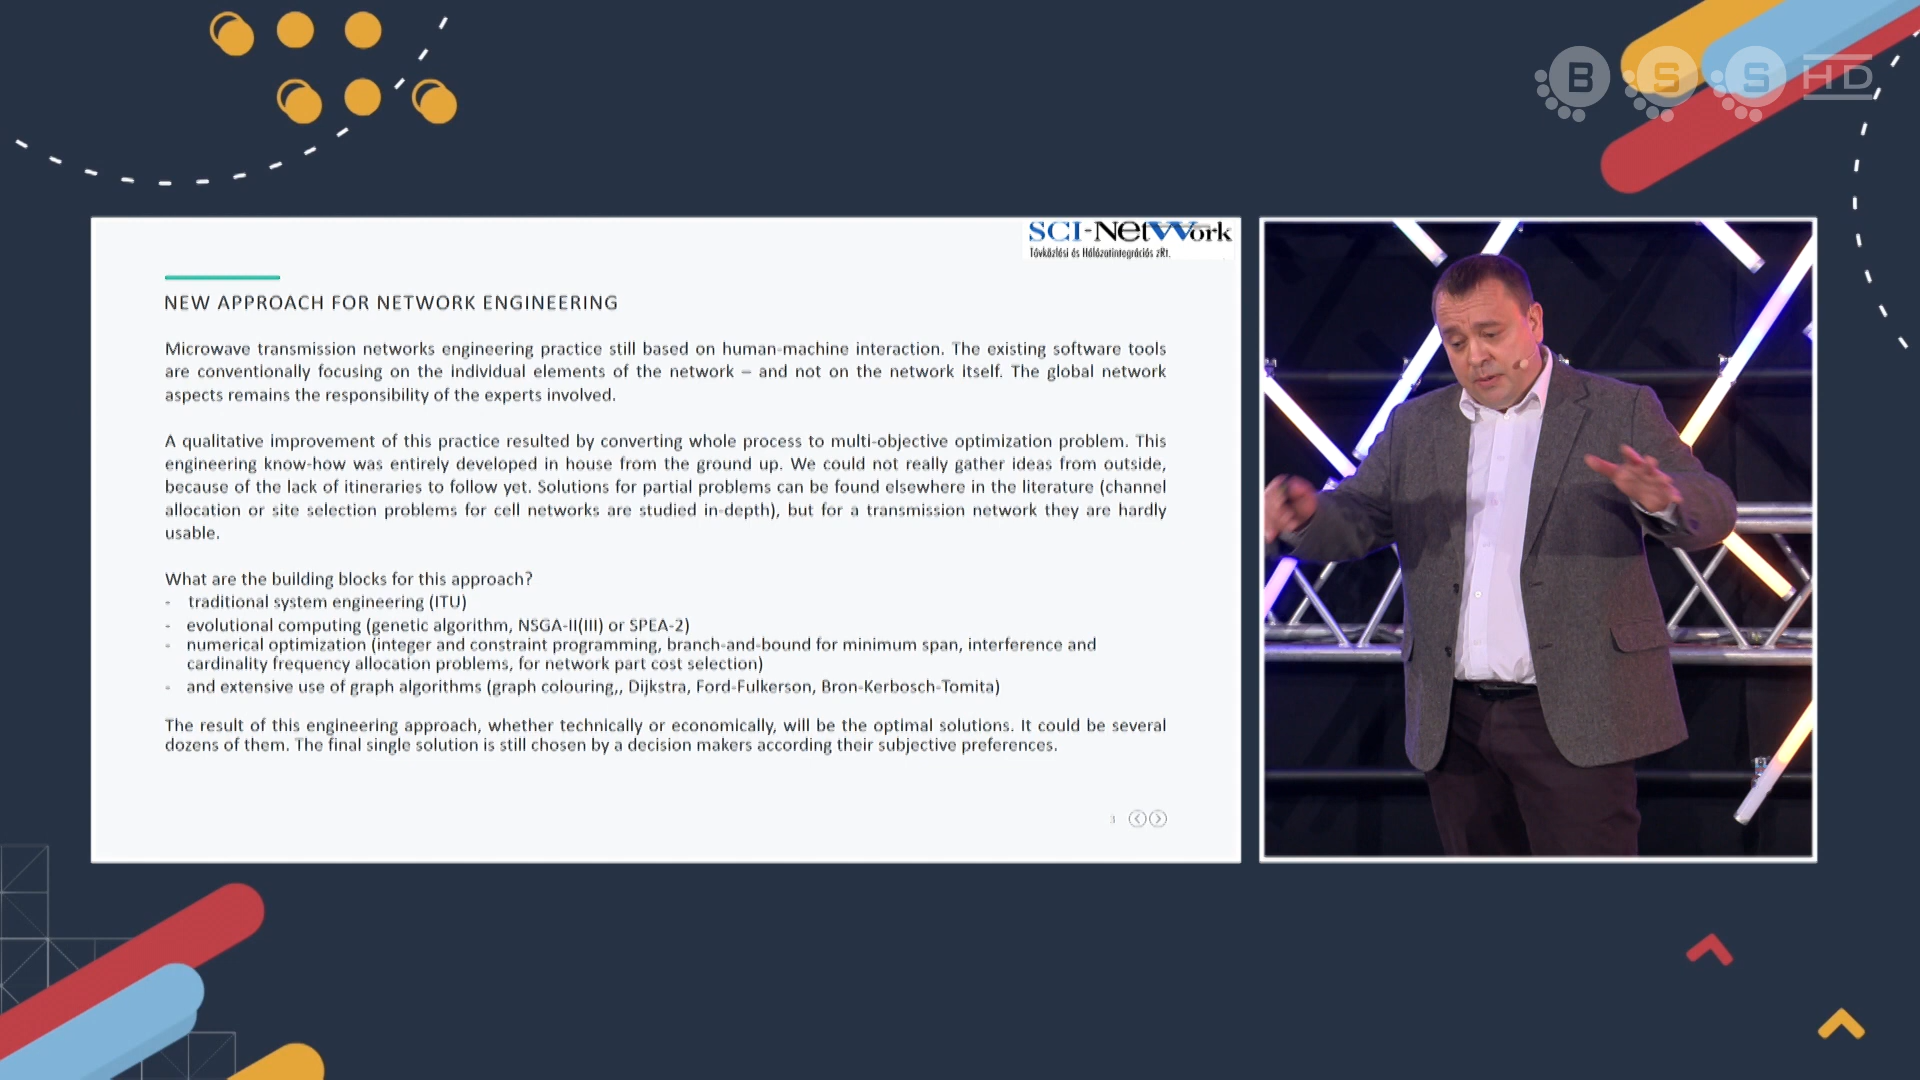 B S S HD
SCI-Network
Távközlési és Hálózatintegrációs zRt.
NEW APPROACH FOR NETWORK ENGINEERING
Microwave transmission networks engineering practice still based on human-machine interaction. The existing software tools
are conventionally focusing on the individual elements of the network – and not on the network itself. The global network
aspects remains the responsibility of the experts involved.
A qualitative improvement of this practice resulted by converting whole process to multi-objective optimization problem. This
engineering know-how was entirely developed in house from the ground up. We could not really gather ideas from outside,
because of the lack of itineraries to follow yet. Solutions for partial problems can be found elsewhere in the literature (channel
allocation or site selection problems for cell networks are studied in-depth), but for a transmission network they are hardly
usable.
What are the building blocks for this approach?
- traditional system engineering (ITU)
- evolutional computing (genetic algorithm, NSGA-II(III) or SPEA-2)
- numerical optimization (integer and constraint programming, branch-and-bound for minimum span, interference and
cardinality frequency allocation problems, for network part cost selection)
- and extensive use of graph algorithms (graph colouring,, Dijkstra, Ford-Fulkerson, Bron-Kerbosch-Tomita)
The result of this engineering approach, whether technically or economically, will be the optimal solutions. It could be several
dozens of them. The final single solution is still chosen by a decision makers according their subjective preferences.
3